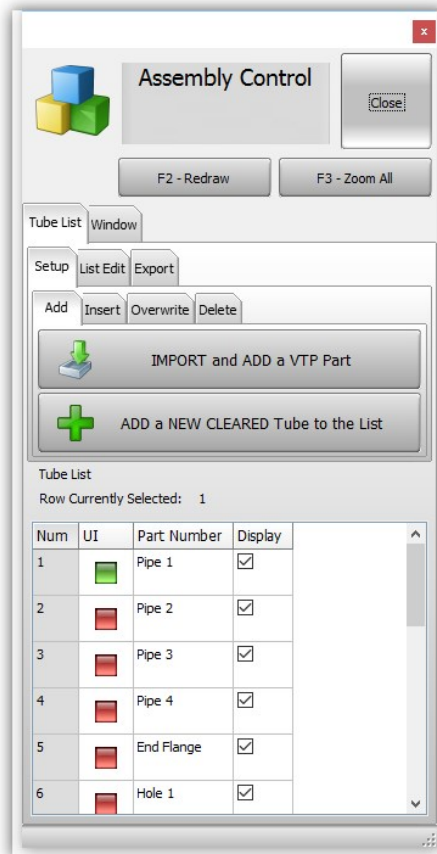 x
Assembly Control
Close
F2 - Redraw F3 - Zoom All
Tube List Window
Setup List Edit Export
Add Insert Overwrite Delete
IMPORT and ADD a VTP Part
ADD a NEW CLEARED Tube to the List
Tube List
Row Currently Selected: 1
Num UI Part Number Display
1 Pipe 1
2 Pipe 2
3 Pipe 3
4 Pipe 4
5 End Flange
6 Hole 1